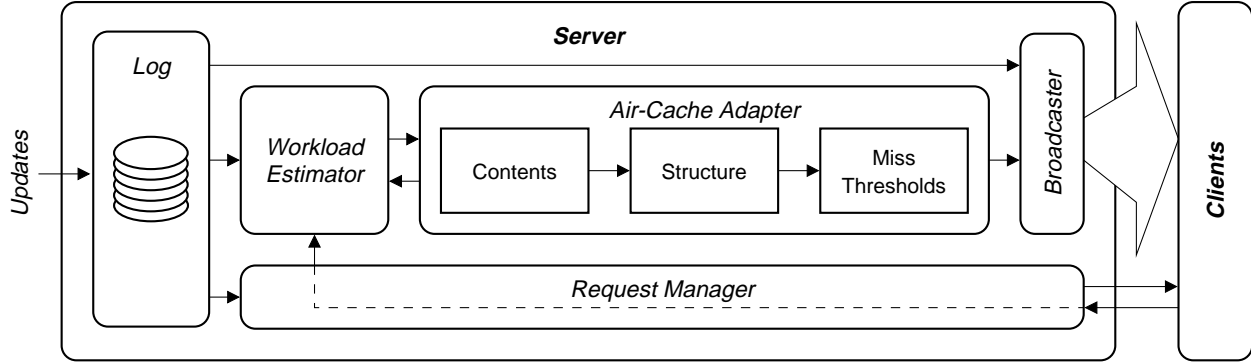 Server
Log
Updates
Workload
Estimator
Air-Cache Adapter
Contents
Structure
Miss
Thresholds
Broadcaster
Clients
Request Manager